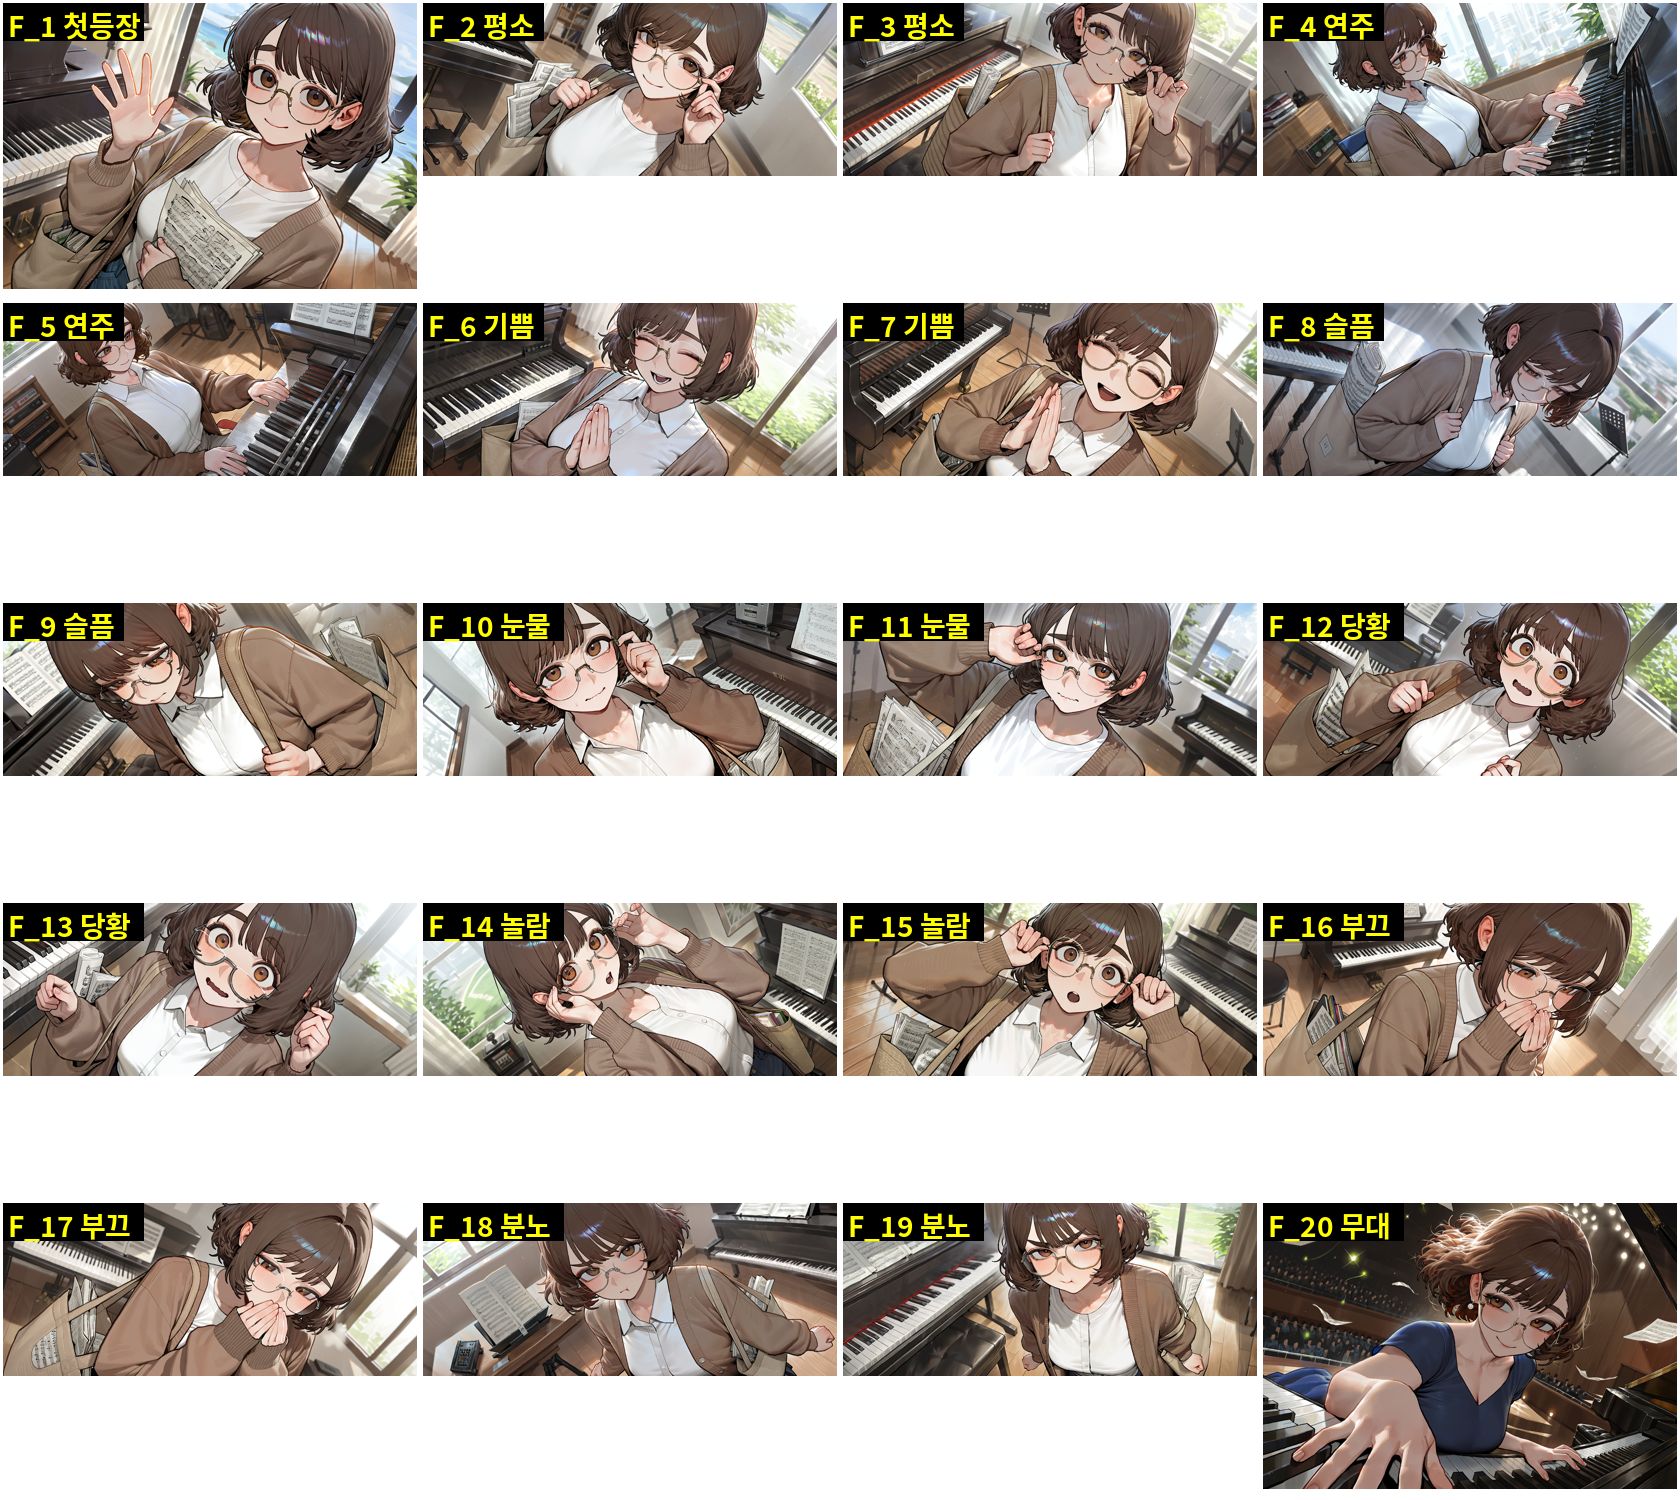 F_1 첫등장
F_2 평소
F_3 평소
F_4 연주
F_5 연주
F_6 기쁨
F_7 기쁨
F_8 슬픔
F_9 슬픔
F_10 눈물
F_11 눈물
F_12 당황
F_13 당황
F_14 놀람
F_15 놀람
F_16 부끄
F_17 부끄
F_18 분노
F_19 분노
F_20 무대